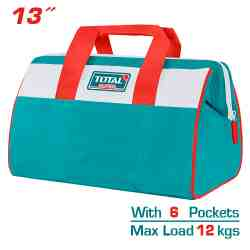 13"
TOTAL
With 6 Pockets
Max Load 12 kgs